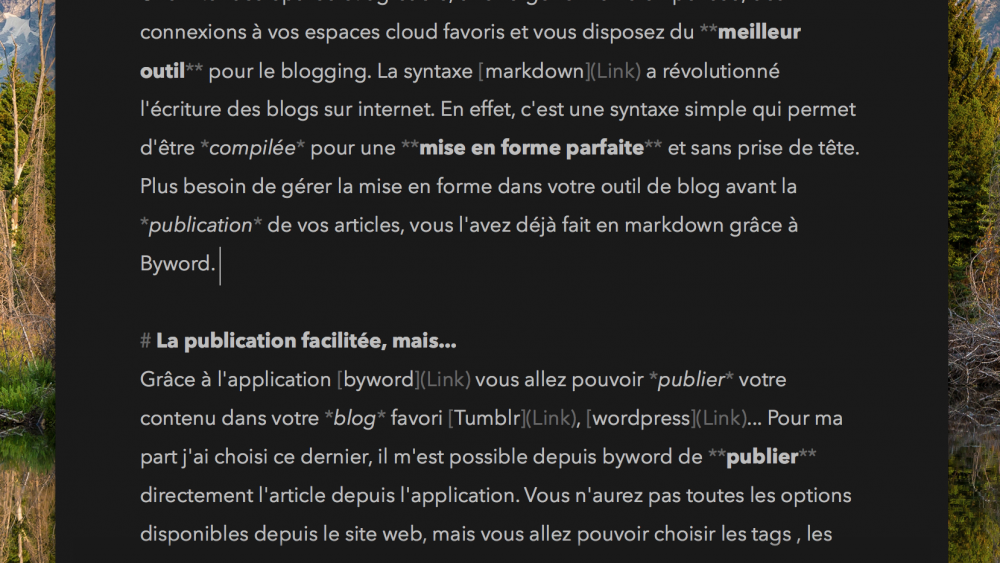 connexions à vos espaces cloud favoris et vous disposez du **meilleur
outil** pour le blogging. La syntaxe [markdown](Link) a révolutionné
l'écriture des blogs sur internet. En effet, c'est une syntaxe simple qui permet
d'être *compilée* pour une **mise en forme parfaite** et sans prise de tête.
Plus besoin de gérer la mise en forme dans votre outil de blog avant la
*publication* de vos articles, vous l'avez déjà fait en markdown grâce à
Byword.
# La publication facilitée, mais...
Grâce à l'application [byword](Link) vous allez pouvoir *publier* votre
contenu dans votre *blog* favori [Tumblr](Link), [wordpress](Link)... Pour ma
part j'ai choisi ce dernier, il m'est possible depuis byword de **publier**
directement l'article depuis l'application. Vous n'aurez pas toutes les options
disponibles depuis le site web, mais vous allez pouvoir choisir les tags , les